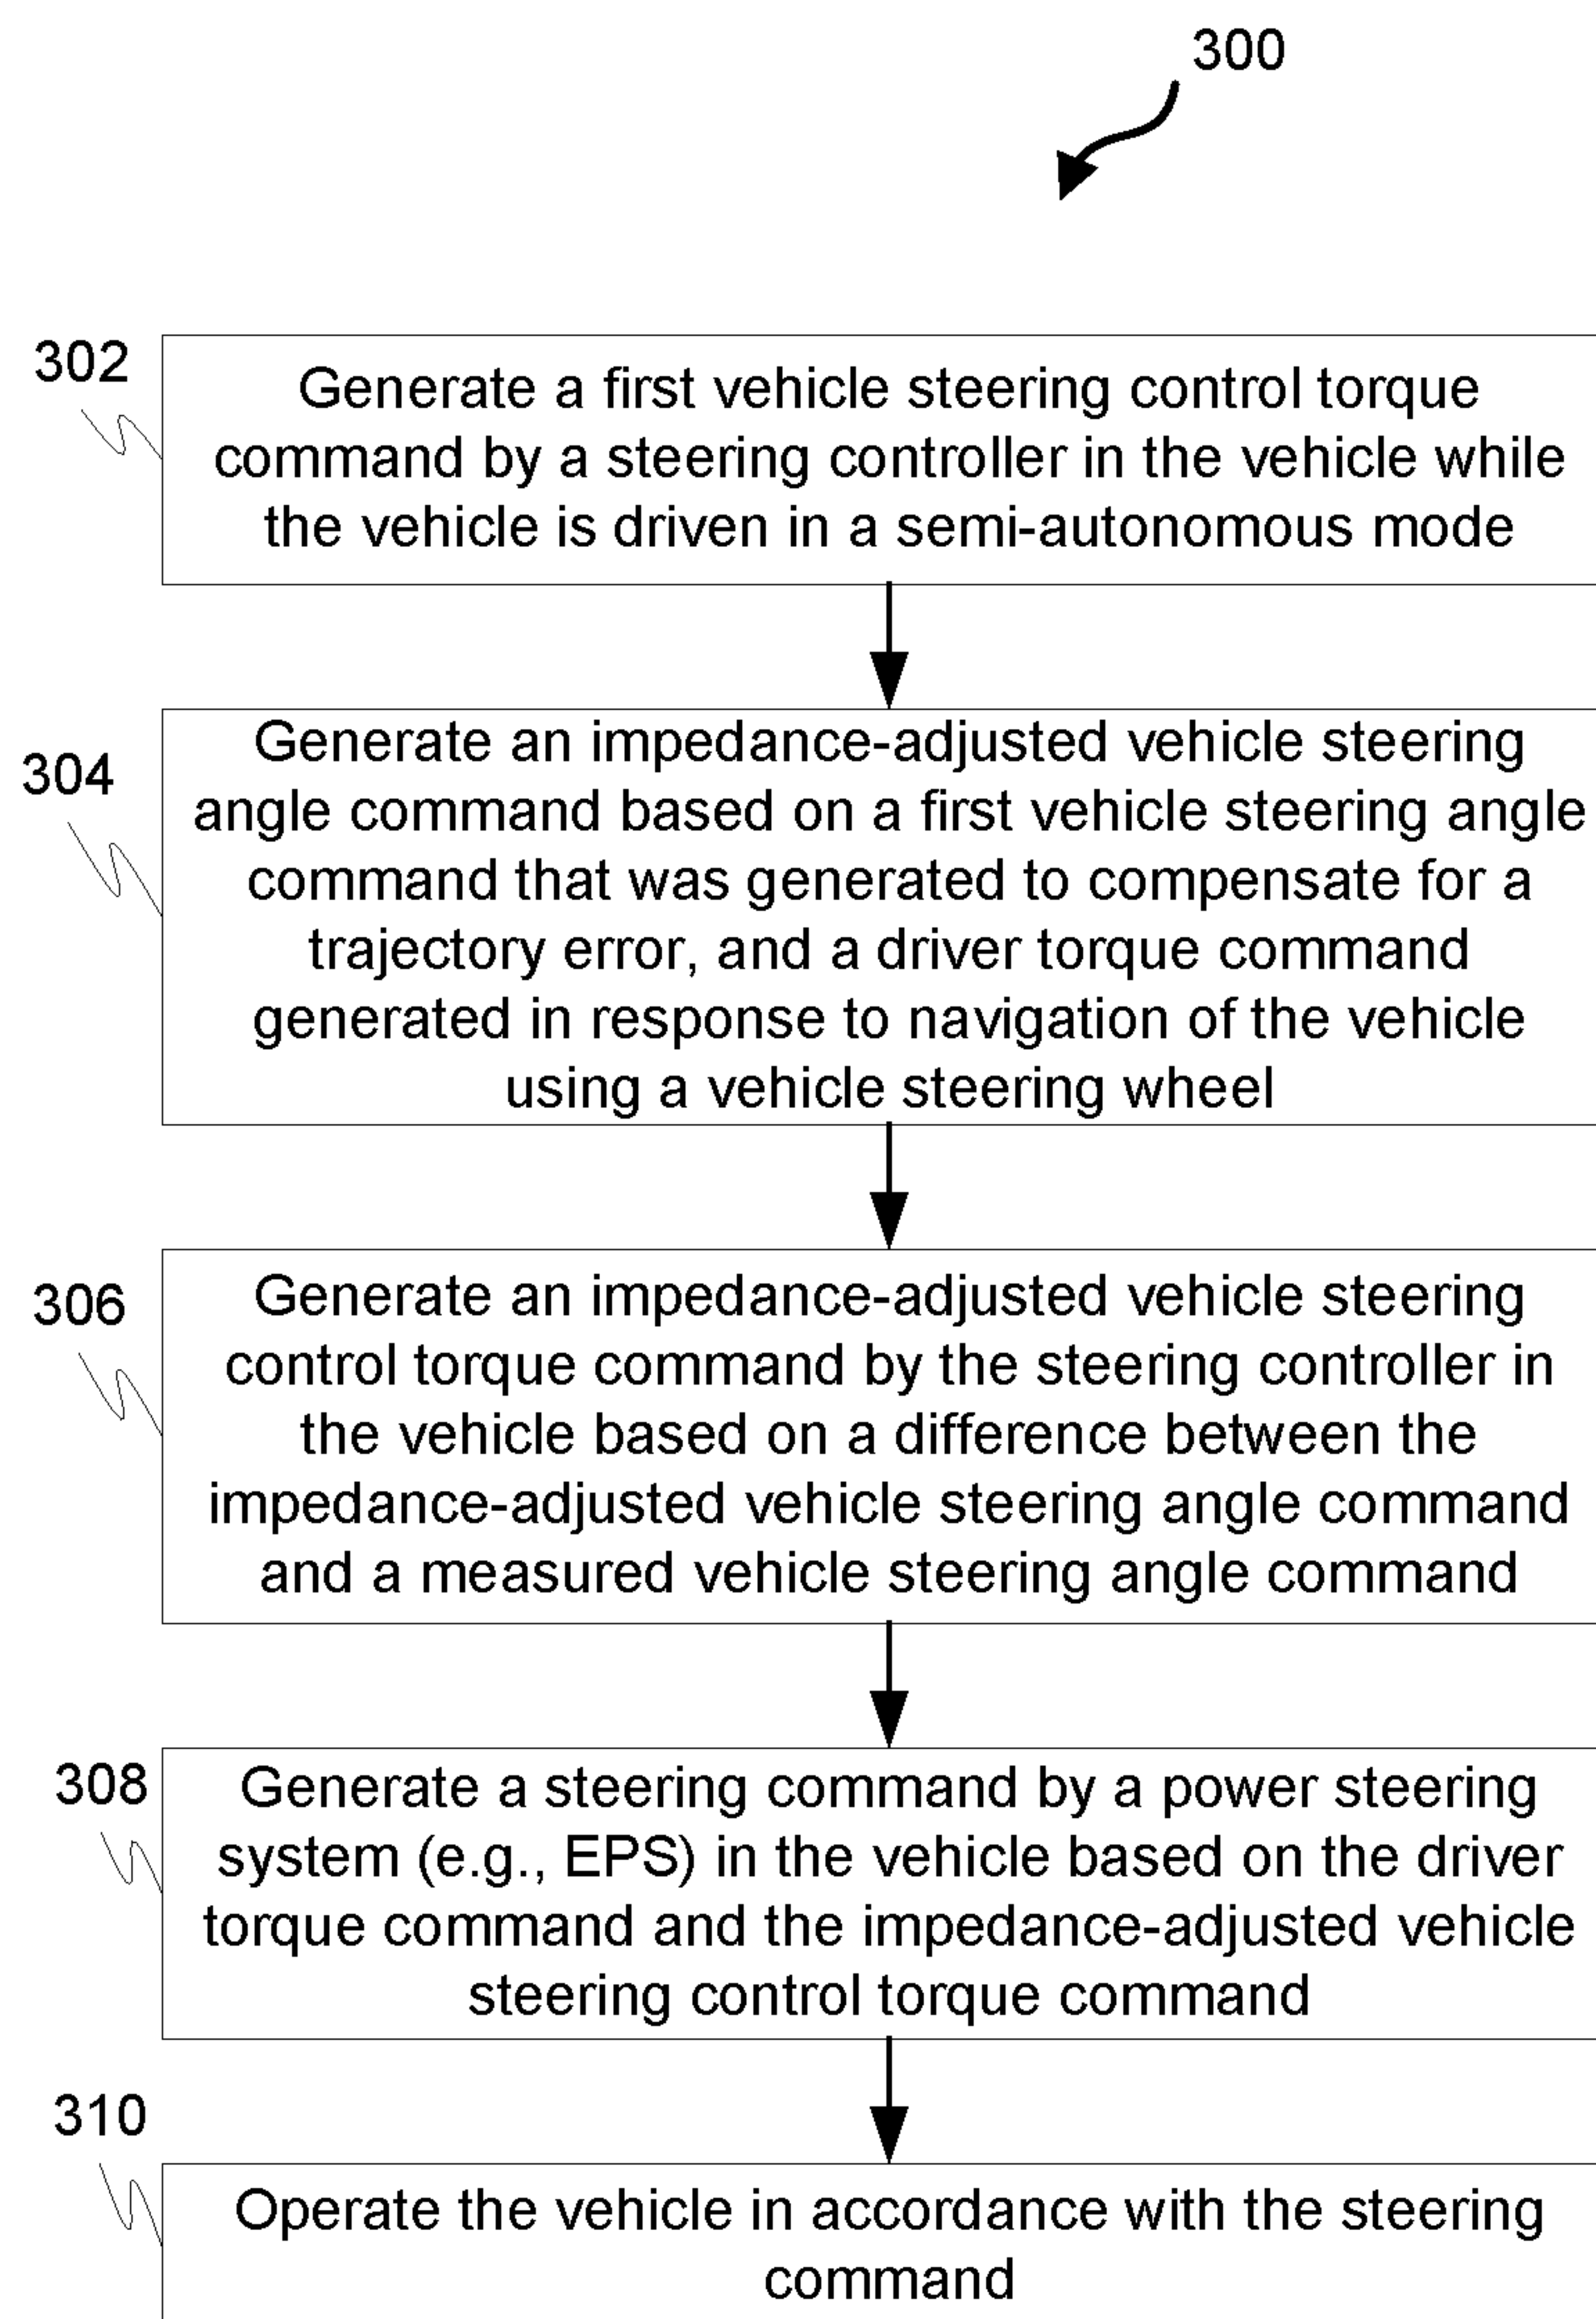 300
302
Generate a first vehicle steering control torque
command by a steering controller in the vehicle while
the vehicle is driven in a semi-autonomous mode
304
Generate an impedance-adjusted vehicle steering
angle command based on a first vehicle steering angle
command that was generated to compensate for a
trajectory error, and a driver torque command
generated in response to navigation of the vehicle
using a vehicle steering wheel
306
Generate an impedance-adjusted vehicle steering
control torque command by the steering controller in
the vehicle based on a difference between the
impedance-adjusted vehicle steering angle command
and a measured vehicle steering angle command
308
Generate a steering command by a power steering
system (e.g., EPS) in the vehicle based on the driver
torque command and the impedance-adjusted vehicle
steering control torque command
310
Operate the vehicle in accordance with the steering
command